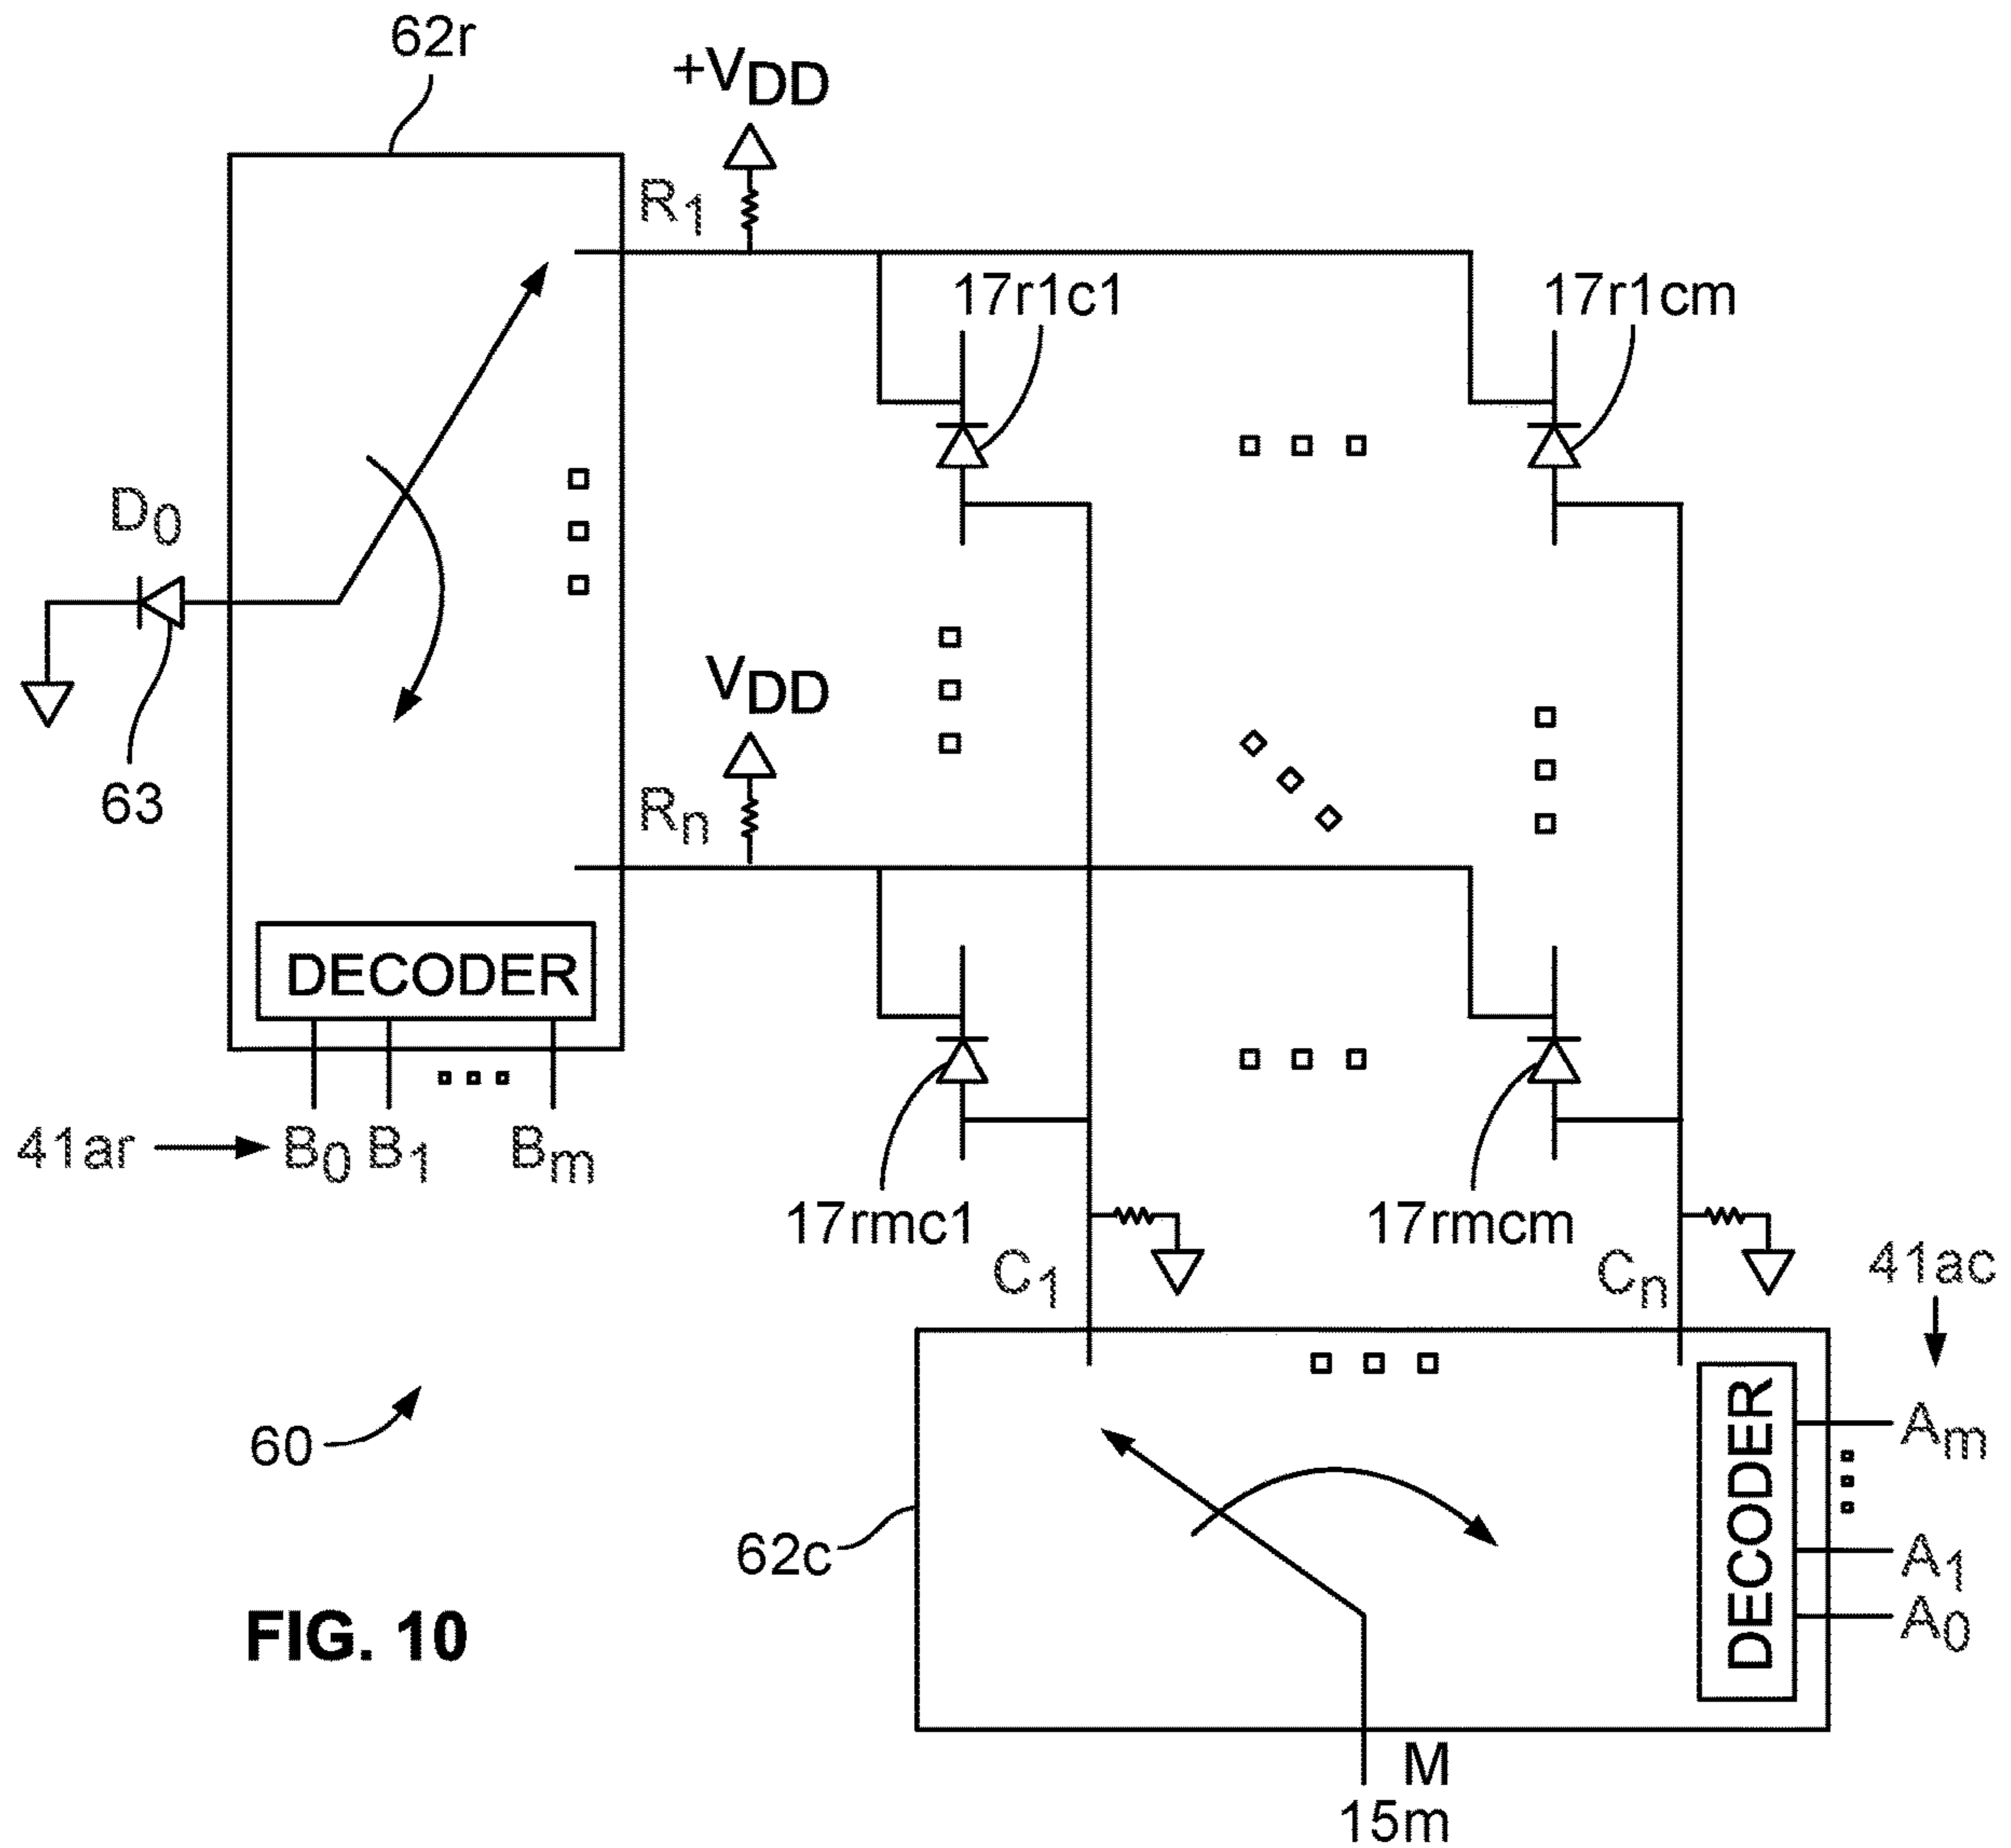 62r
+VDD
R1
17r1c1
17r1cm
D0
63
VDD
Rn
DECODER
41ar
B0 B1 Bm
17rmc1
17rmcm
C1
Cn
41ac
DECODER
Am
A1
A0
60
62c
FIG. 10
M
15m